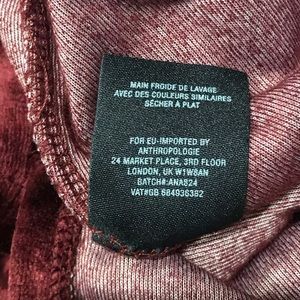 MAIN FROIDE DE LAVAGE
AVEC DES COULEURS SIMILAIRES
SÉCHER À PLAT
FOR EU-IMPORTED BY
ANTHROPOLOGIE
24 MARKET PLACE, 3RD FLOOR
LONDON, UK W1W8AN
BATCH#:ANA824
VAT#GB 684936382